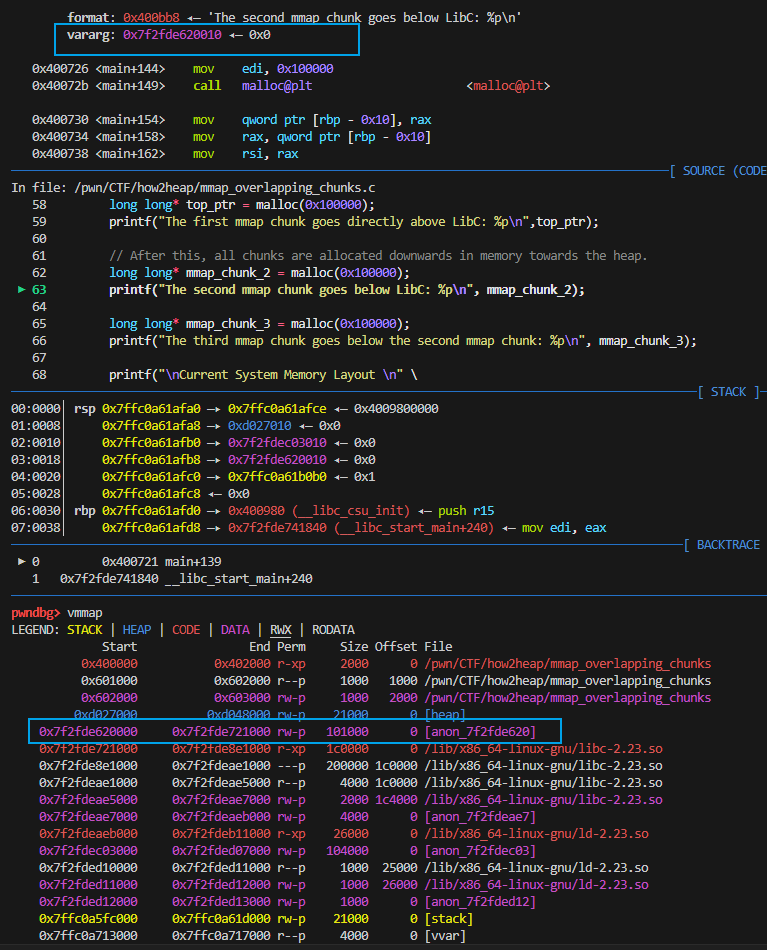 format: 0x400bb8 ◂— 'The second mmap chunk goes below LibC: %p\n'
vararg: 0x7f2fde620010 ◂— 0x0
0x400726 <main+144> mov edi, 0x100000
0x40072b <main+149> call malloc@plt <malloc@plt>
0x400730 <main+154> mov qword ptr [rbp - 0x10], rax
0x400734 <main+158> mov rax, qword ptr [rbp - 0x10]
0x400738 <main+162> mov rsi, rax
[ SOURCE (CODE
In file: /pwn/CTF/how2heap/mmap_overlapping_chunks.c
58 long long* top_ptr = malloc(0x100000);
59 printf("The first mmap chunk goes directly above LibC: %p\n",top_ptr);
60
61 // After this, all chunks are allocated downwards in memory towards the heap.
62 long long* mmap_chunk_2 = malloc(0x100000);
► 63 printf("The second mmap chunk goes below LibC: %p\n", mmap_chunk_2);
64
65 long long* mmap_chunk_3 = malloc(0x100000);
66 printf("The third mmap chunk goes below the second mmap chunk: %p\n", mmap_chunk_3);
67
68 printf("\nCurrent System Memory Layout \n" \
[ STACK ]
00:0000│ rsp 0x7ffc0a61afa0 —▸ 0x7ffc0a61afce ◂— 0x4009800000
01:0008│ 0x7ffc0a61afa8 —▸ 0xd027010 ◂— 0x0
02:0010│ 0x7ffc0a61afb0 —▸ 0x7f2fdec03010 ◂— 0x0
03:0018│ 0x7ffc0a61afb8 —▸ 0x7f2fde620010 ◂— 0x0
04:0020│ 0x7ffc0a61afc0 —▸ 0x7ffc0a61b0b0 ◂— 0x1
05:0028│ 0x7ffc0a61afc8 ◂— 0x0
06:0030│ rbp 0x7ffc0a61afd0 —▸ 0x400980 (__libc_csu_init) ◂— push r15
07:0038│ 0x7ffc0a61afd8 —▸ 0x7f2fde741840 (__libc_start_main+240) ◂— mov edi, eax
[ BACKTRACE
► 0 0x400721 main+139
1 0x7f2fde741840 __libc_start_main+240
pwndbg> vmmap
LEGEND: STACK | HEAP | CODE | DATA | RWX | RODATA
Start End Perm Size Offset File
0x400000 0x402000 r-xp 2000 0 /pwn/CTF/how2heap/mmap_overlapping_chunks
0x601000 0x602000 r--p 1000 1000 /pwn/CTF/how2heap/mmap_overlapping_chunks
0x602000 0x603000 rw-p 1000 2000 /pwn/CTF/how2heap/mmap_overlapping_chunks
0xd027000 0xd048000 rw-p 21000 0 [heap]
0x7f2fde620000 0x7f2fde721000 rw-p 101000 0 [anon_7f2fde620]
0x7f2fde721000 0x7f2fde8e1000 r-xp 1c0000 0 /lib/x86_64-linux-gnu/libc-2.23.so
0x7f2fde8e1000 0x7f2fdeae1000 ---p 200000 1c0000 /lib/x86_64-linux-gnu/libc-2.23.so
0x7f2fdeae1000 0x7f2fdeae5000 r--p 4000 1c0000 /lib/x86_64-linux-gnu/libc-2.23.so
0x7f2fdeae5000 0x7f2fdeae7000 rw-p 2000 1c4000 /lib/x86_64-linux-gnu/libc-2.23.so
0x7f2fdeae7000 0x7f2fdeaeb000 rw-p 4000 0 [anon_7f2fdeae7]
0x7f2fdeaeb000 0x7f2fdeb11000 r-xp 26000 0 /lib/x86_64-linux-gnu/ld-2.23.so
0x7f2fdec03000 0x7f2fded07000 rw-p 104000 0 [anon_7f2fdec03]
0x7f2fded10000 0x7f2fded11000 r--p 1000 25000 /lib/x86_64-linux-gnu/ld-2.23.so
0x7f2fded11000 0x7f2fded12000 rw-p 1000 26000 /lib/x86_64-linux-gnu/ld-2.23.so
0x7f2fded12000 0x7f2fded13000 rw-p 1000 0 [anon_7f2fded12]
0x7ffc0a5fc000 0x7ffc0a61d000 rw-p 21000 0 [stack]
0x7ffc0a713000 0x7ffc0a717000 r--p 4000 0 [vvar]